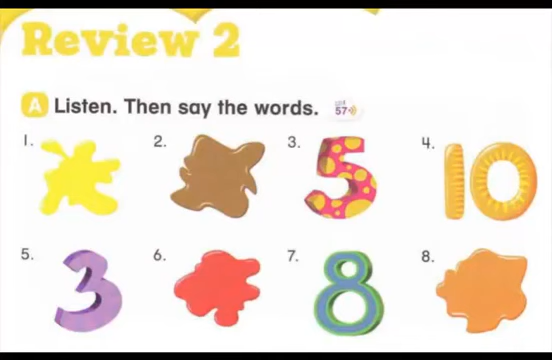 Review 2
A Listen. Then say the words. 57
1. 2. 3. 5 4. 10
5. 3 6. 7. 8 8.